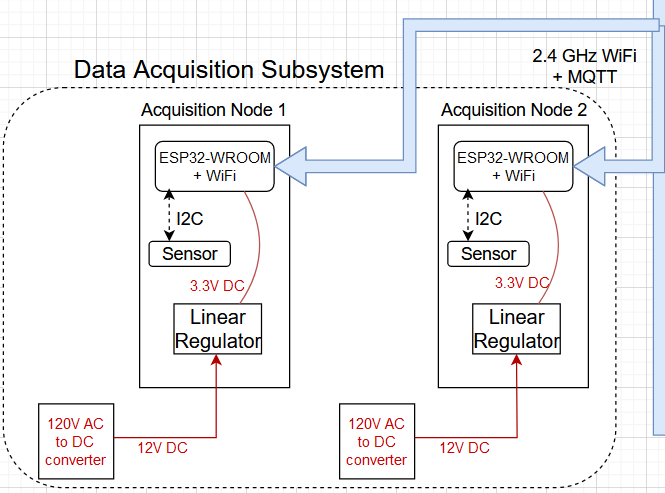 2.4 GHz WiFi
+ MQTT
Data Acquisition Subsystem
Acquisition Node 1
ESP32-WROOM
+ WiFi
I2C
Sensor
3.3V DC
Linear
Regulator
120V AC
to DC
converter
12V DC
Acquisition Node 2
ESP32-WROOM
+ WiFi
I2C
Sensor
3.3V DC
Linear
Regulator
120V AC
to DC
converter
12V DC